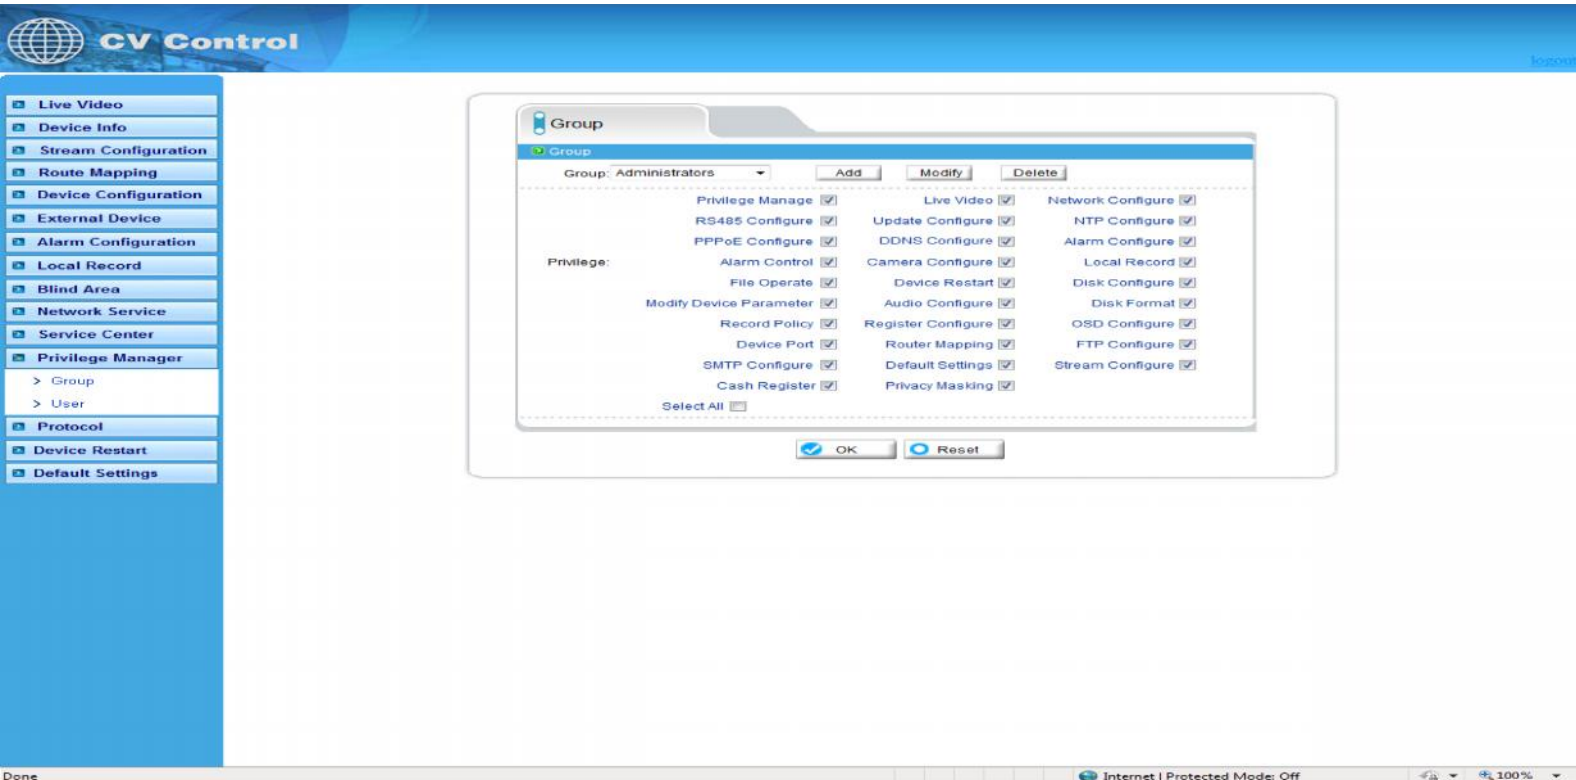 CV Control
logout
Live Video
Device Info
Stream Configuration
Route Mapping
Device Configuration
External Device
Alarm Configuration
Local Record
Blind Area
Network Service
Service Center
Privilege Manager
> Group
> User
Protocol
Device Restart
Default Settings
Group
Group
Group: Administrators Add Modify Delete
Privilege Manage Live Video Network Configure
RS485 Configure Update Configure NTP Configure
PPPoE Configure DDNS Configure Alarm Configure
Privilege: Alarm Control Camera Configure Local Record
File Operate Device Restart Disk Configure
Modify Device Parameter Audio Configure Disk Format
Record Policy Register Configure OSD Configure
Device Port Router Mapping FTP Configure
SMTP Configure Default Settings Stream Configure
Cash Register Privacy Masking
Select All
OK Reset
Done Internet | Protected Mode: Off 100%